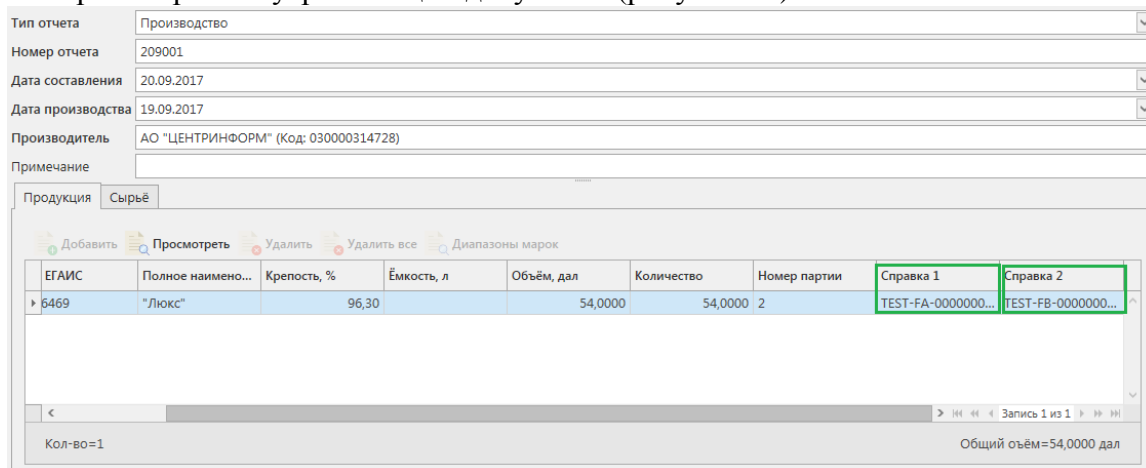 Тип отчета Производство
Номер отчета 209001
Дата составления 20.09.2017
Дата производства 19.09.2017
Производитель АО "ЦЕНТРИНФОРМ" (Код: 030000314728)
Примечание
Продукция Сырьё
Добавить Просмотреть Удалить Удалить все Диапазоны марок
ЕГАИС Полное наимено... Крепость, % Ёмкость, л Объём, дал Количество Номер партии Справка 1 Справка 2
6469 "Люкс" 96,30 54,0000 54,0000 2 TEST-FA-0000000... TEST-FB-0000000...
Запись 1 из 1
Кол-во=1 Общий оъём=54,0000 дал